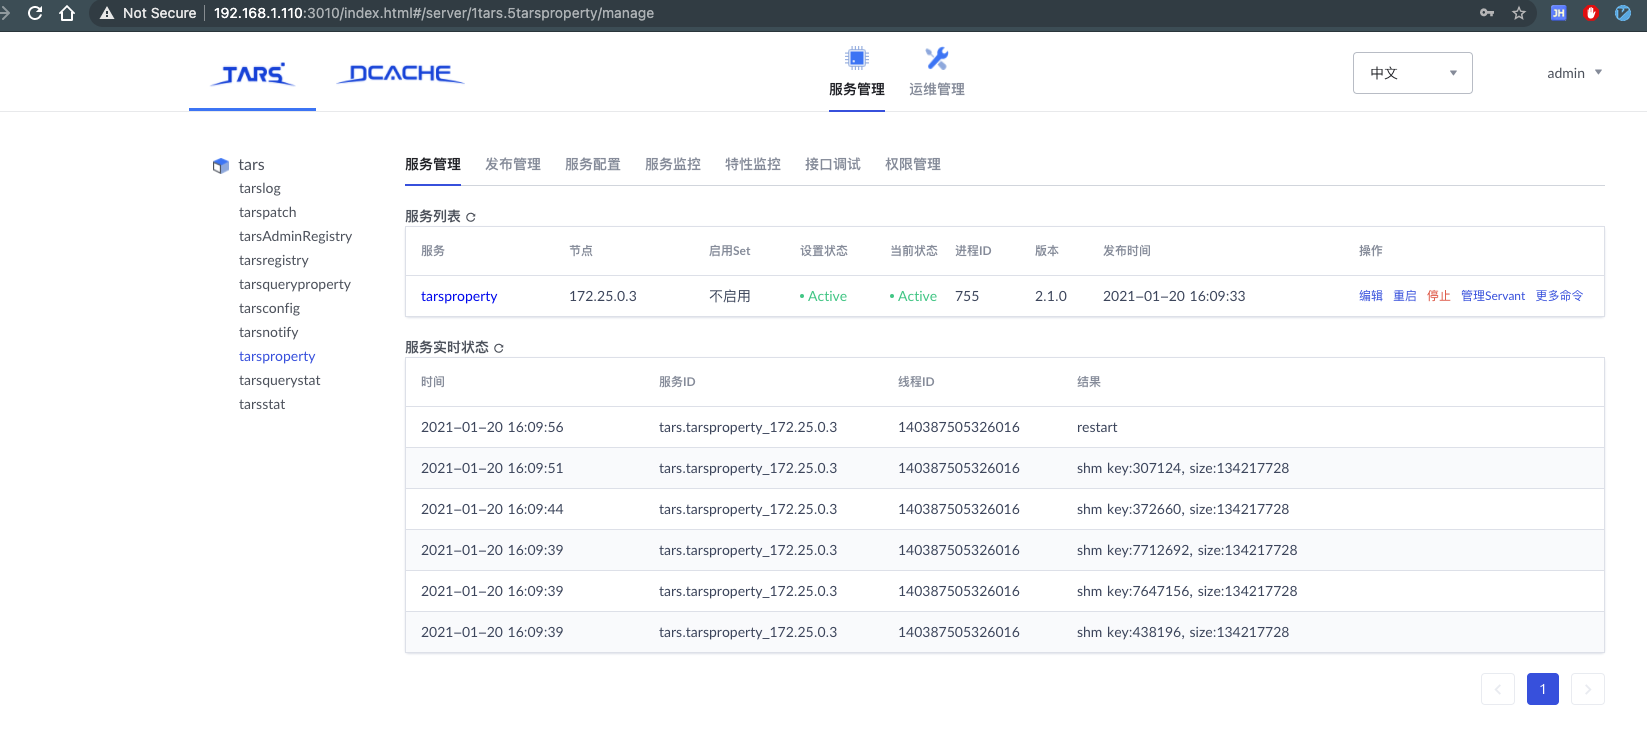 Not Secure 192.168.1.110:3010/index.html#/server/1tars.5tarsproperty/manage JH
TARS DCACHE 服务管理 运维管理 中文 admin
tars
tarslog
tarspatch
tarsAdminRegistry
tarsregistry
tarsqueryproperty
tarsconfig
tarsnotify
tarsproperty
tarsquerystat
tarsstat
服务管理 发布管理 服务配置 服务监控 特性监控 接口调试 权限管理
服务列表
服务 节点 启用Set 设置状态 当前状态 进程ID 版本 发布时间 操作
tarsproperty 172.25.0.3 不启用 Active Active 755 2.1.0 2021-01-20 16:09:33 编辑 重启 停止 管理Servant 更多命令
服务实时状态
时间 服务ID 线程ID 结果
2021-01-20 16:09:56 tars.tarsproperty_172.25.0.3 140387505326016 restart
2021-01-20 16:09:51 tars.tarsproperty_172.25.0.3 140387505326016 shm key:307124, size:134217728
2021-01-20 16:09:44 tars.tarsproperty_172.25.0.3 140387505326016 shm key:372660, size:134217728
2021-01-20 16:09:39 tars.tarsproperty_172.25.0.3 140387505326016 shm key:7712692, size:134217728
2021-01-20 16:09:39 tars.tarsproperty_172.25.0.3 140387505326016 shm key:7647156, size:134217728
2021-01-20 16:09:39 tars.tarsproperty_172.25.0.3 140387505326016 shm key:438196, size:134217728
1